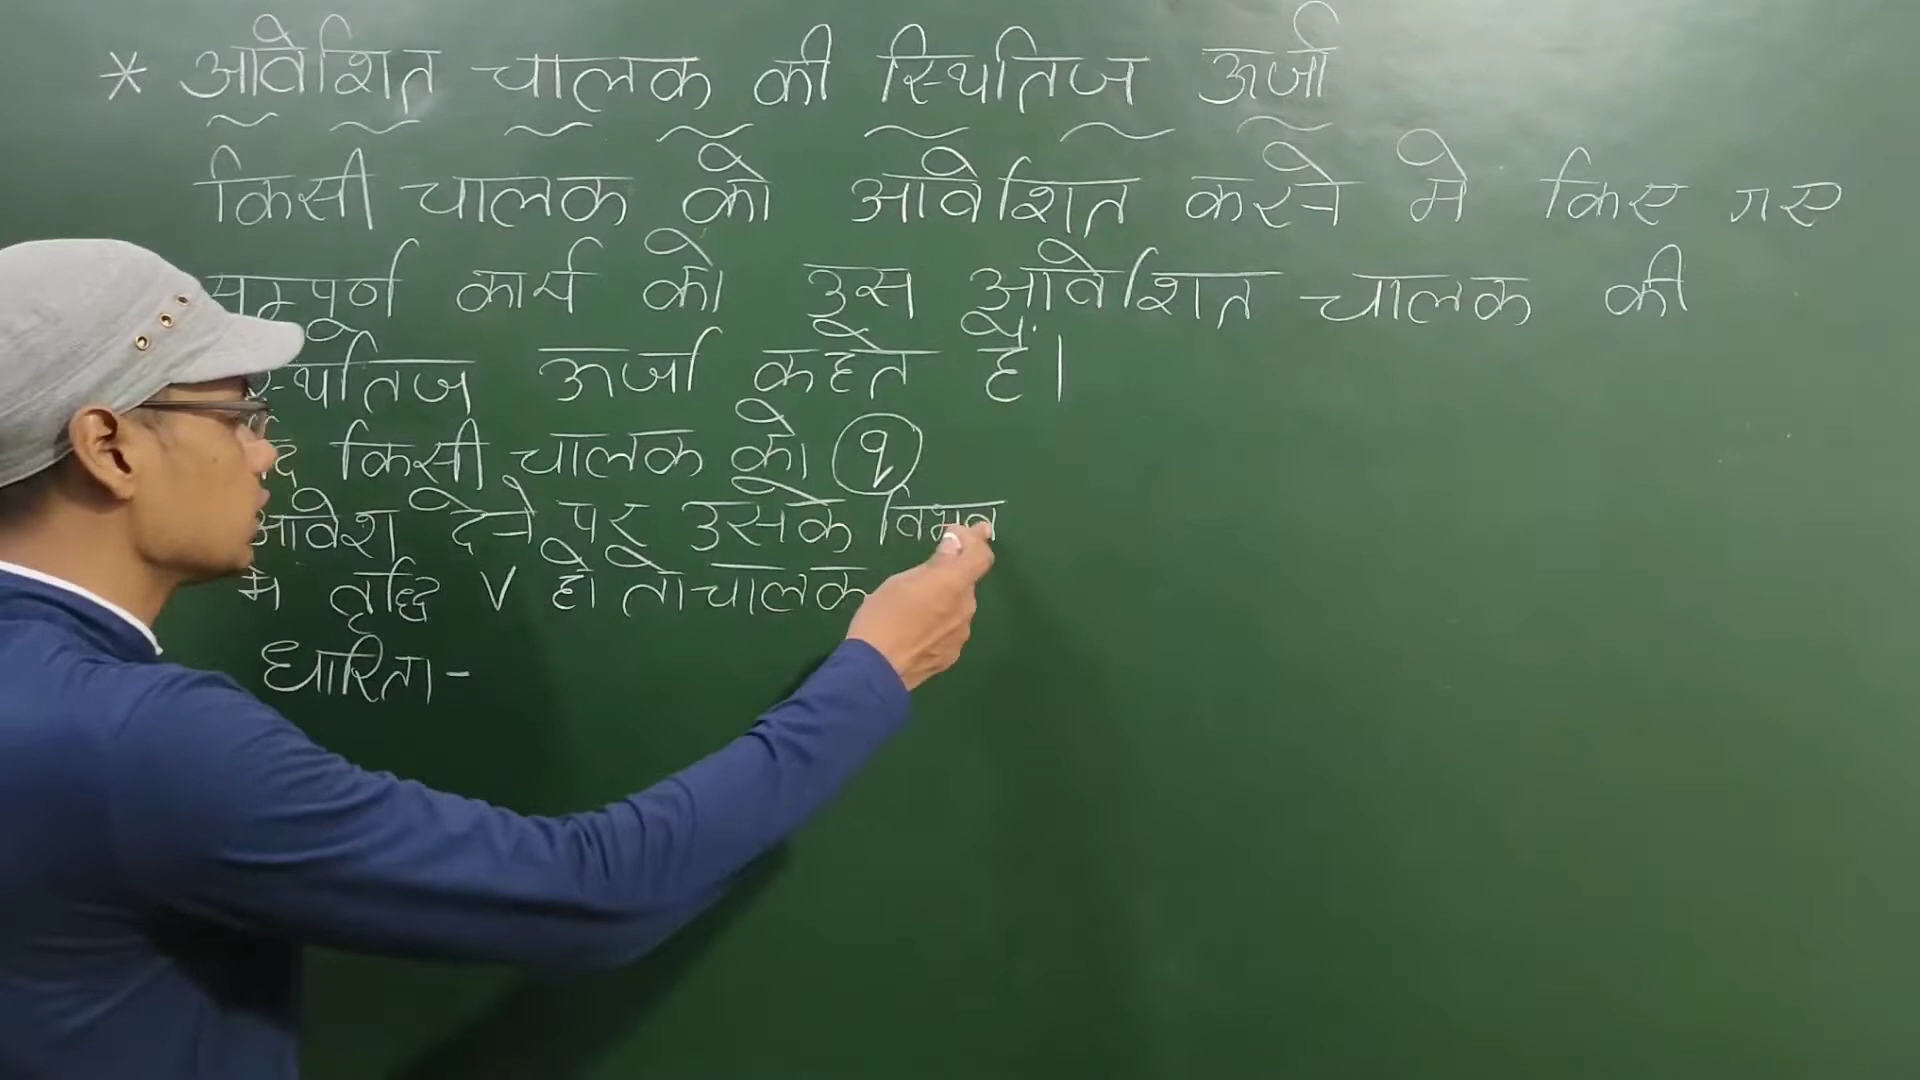 * आवेशित चालक की स्थितिज ऊर्जा
किसी चालक को आवेशित करने मे किए गए
सम्पूर्ण कार्य को उस आवेशित चालक की
स्थितिज ऊर्जा कहते हैं।
किसी चालक को q
आवेश देने पर उसके विभव
मे वृद्धि V हो तो चालक
धारिता-